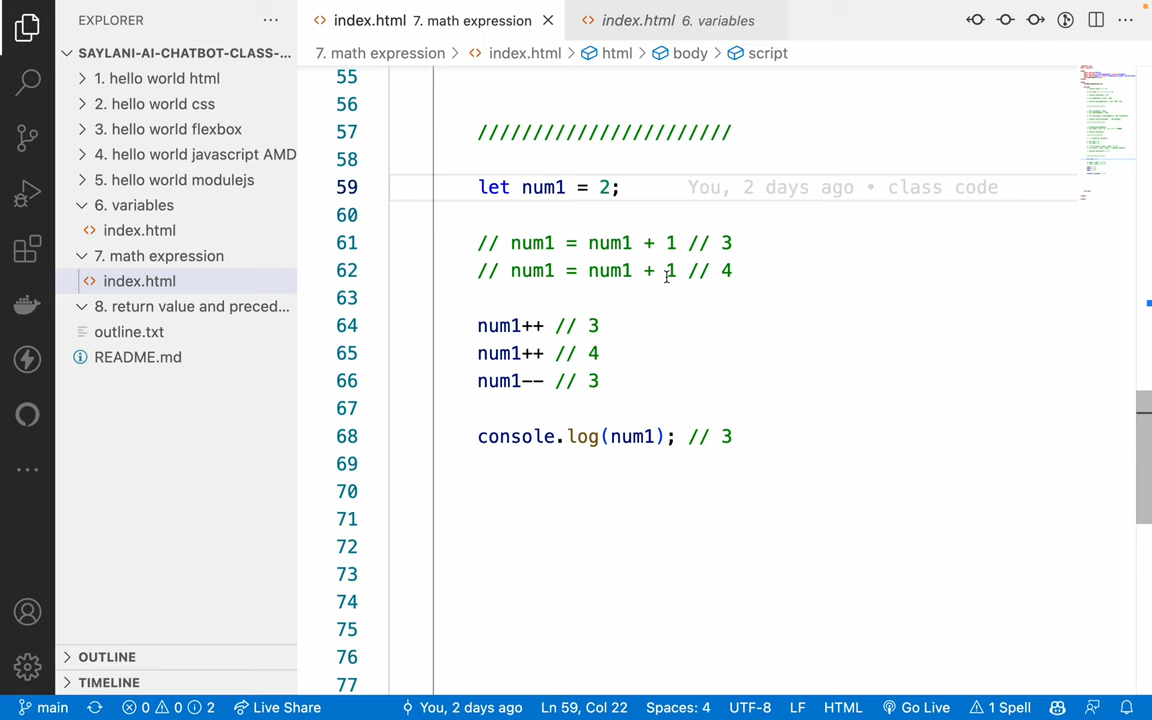 EXPLORER
index.html 7. math expression
index.html 6. variables
SAYLANI-AI-CHATBOT-CLASS-...
7. math expression > index.html > html > body > script
1. hello world html
2. hello world css
3. hello world flexbox
4. hello world javascript AMD
5. hello world modulejs
6. variables
index.html
7. math expression
index.html
8. return value and preced...
outline.txt
README.md
55
56
57 //////////////////////
58
59 let num1 = 2; You, 2 days ago • class code
60
61 // num1 = num1 + 1 // 3
62 // num1 = num1 + 1 // 4
63
64 num1++ // 3
65 num1++ // 4
66 num1-- // 3
67
68 console.log(num1); // 3
69
70
71
72
73
74
75
76
77
OUTLINE
TIMELINE
main 0 0 2 Live Share You, 2 days ago Ln 59, Col 22 Spaces: 4 UTF-8 LF HTML Go Live 1 Spell